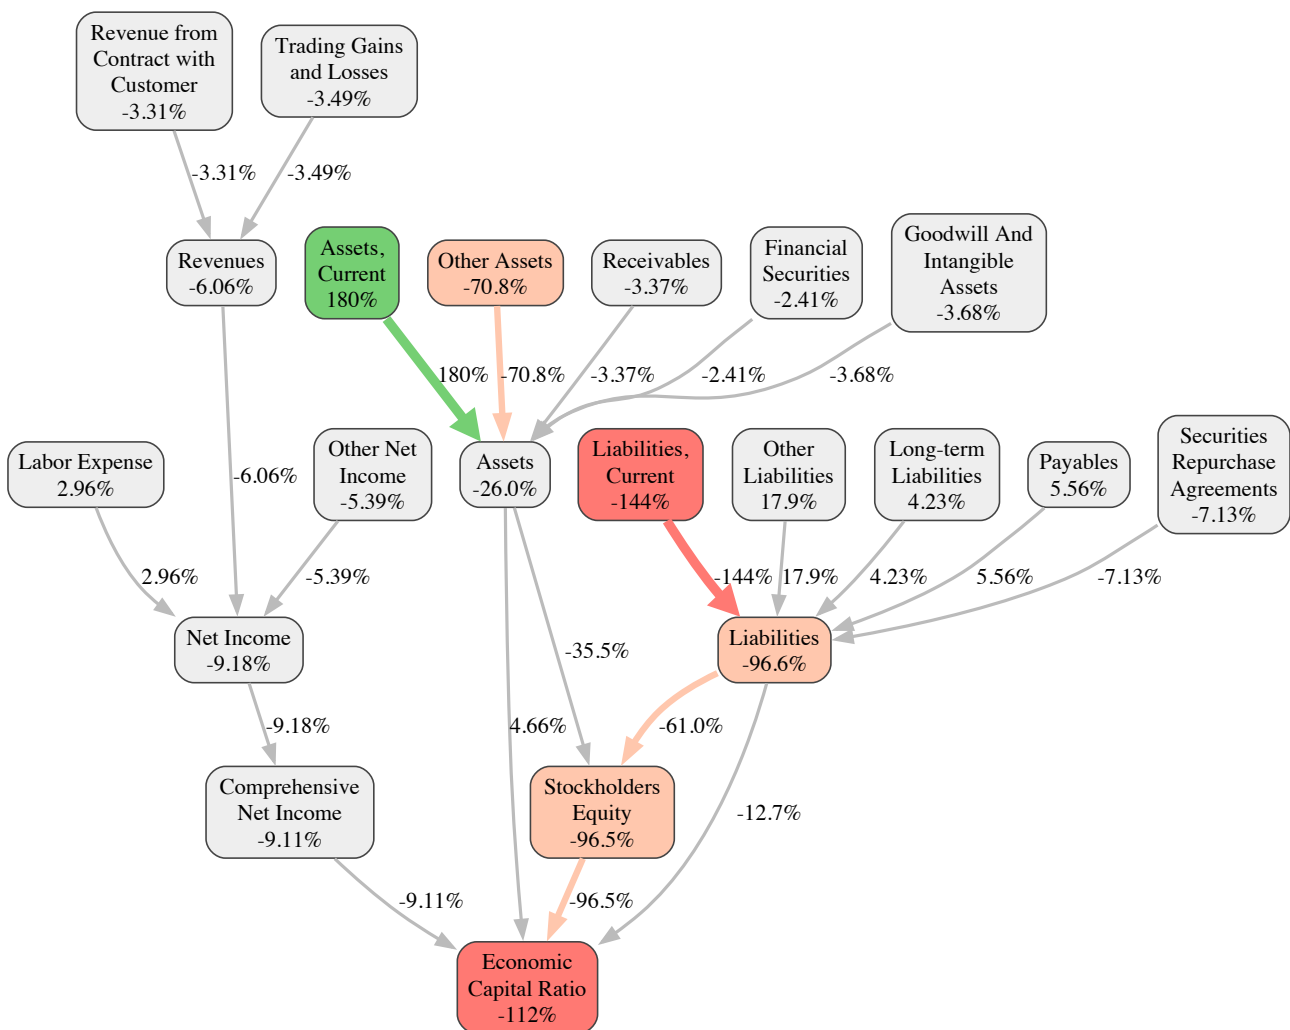 Revenue from
Contract with
Customer
-3.31%
Trading Gains
and Losses
-3.49%
-3.31%
-3.49%
Revenues
-6.06%
Assets,
Current
180%
Other Assets
-70.8%
Receivables
-3.37%
Financial
Securities
-2.41%
Goodwill And
Intangible
Assets
-3.68%
180%
-70.8%
-3.37%
-2.41%
-3.68%
Labor Expense
2.96%
-6.06%
Other Net
Income
-5.39%
Assets
-26.0%
Liabilities,
Current
-144%
Other
Liabilities
17.9%
Long-term
Liabilities
4.23%
Payables
5.56%
Securities
Repurchase
Agreements
-7.13%
2.96%
-5.39%
-144%
17.9%
4.23%
5.56%
-7.13%
Net Income
-9.18%
-35.5%
Liabilities
-96.6%
-9.18%
4.66%
-61.0%
Comprehensive
Net Income
-9.11%
Stockholders
Equity
-96.5%
-12.7%
-9.11%
-96.5%
Economic
Capital Ratio
-112%